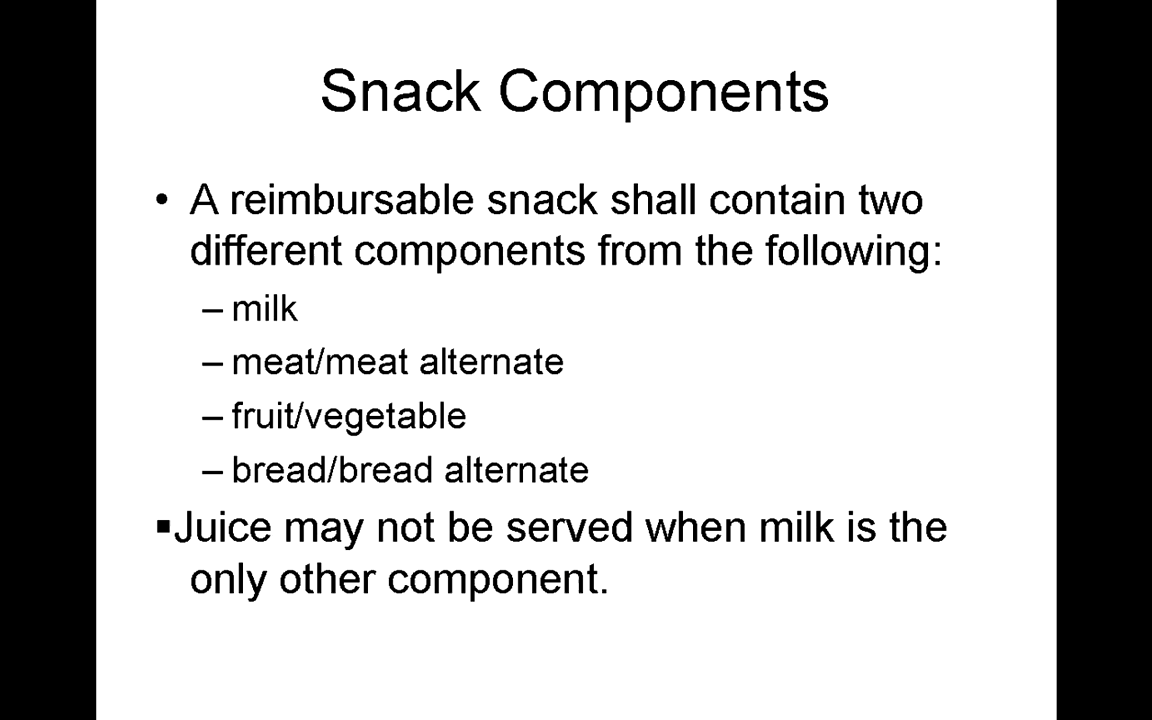 Snack Components
• A reimbursable snack shall contain two
different components from the following:
– milk
– meat/meat alternate
– fruit/vegetable
– bread/bread alternate
▪Juice may not be served when milk is the
only other component.